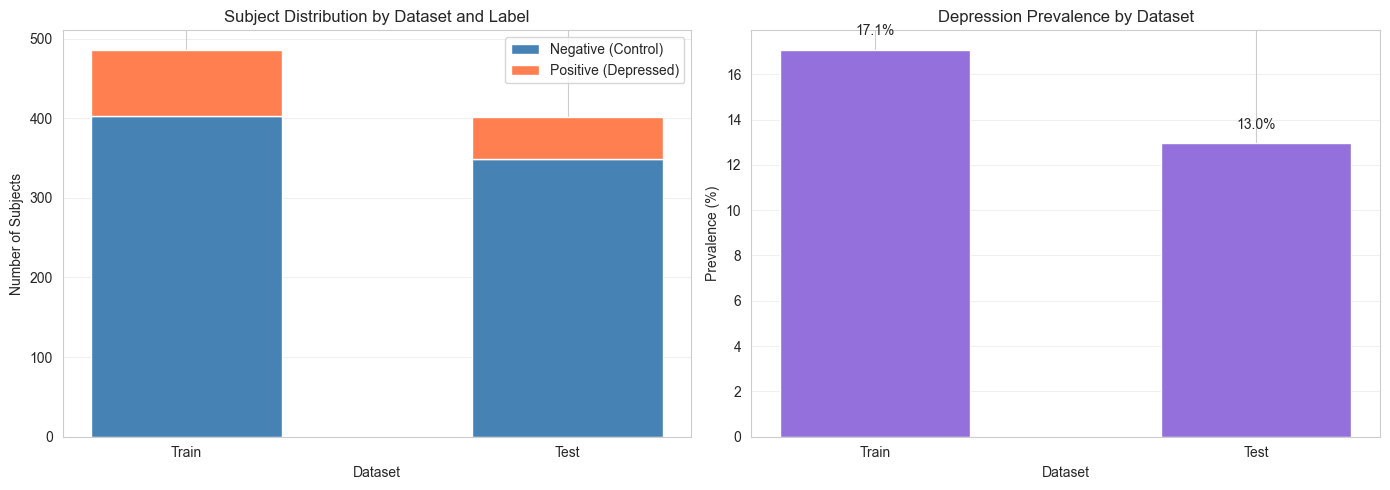 Subject Distribution by Dataset and Label
Number of Subjects
500
400
300
200
100
0
Negative (Control)
Positive (Depressed)
Train
Test
Dataset
Depression Prevalence by Dataset
Prevalence (%)
16
14
12
10
8
6
4
2
0
17.1%
13.0%
Train
Test
Dataset